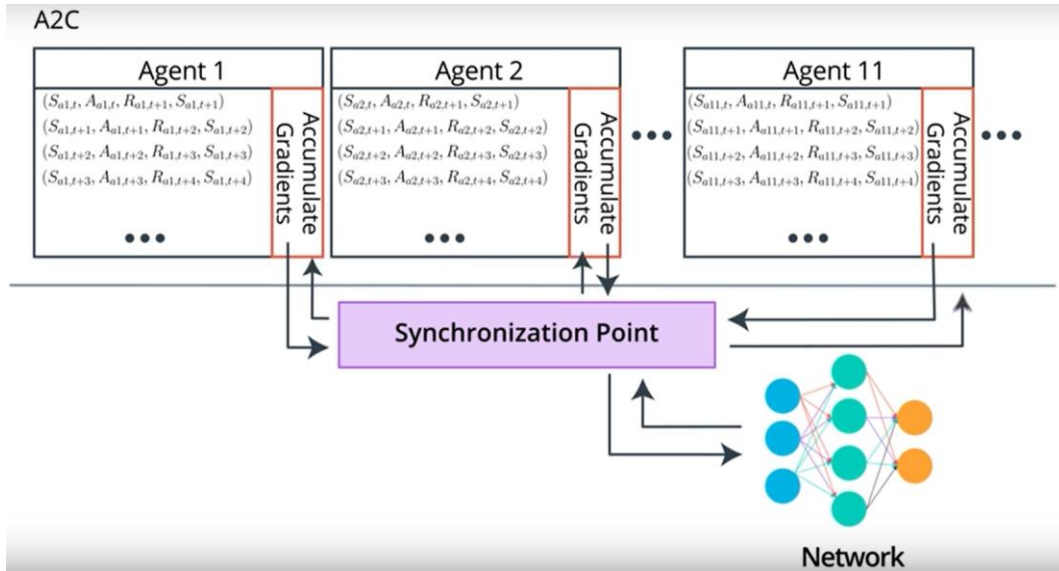 A2C
Agent 1
(S_{a1,t}, A_{a1,t}, R_{a1,t+1}, S_{a1,t+1})
(S_{a1,t+1}, A_{a1,t+1}, R_{a1,t+2}, S_{a1,t+2})
(S_{a1,t+2}, A_{a1,t+2}, R_{a1,t+3}, S_{a1,t+3})
(S_{a1,t+3}, A_{a1,t+3}, R_{a1,t+4}, S_{a1,t+4})
•••
Accumulate
Gradients
Agent 2
(S_{a2,t}, A_{a2,t}, R_{a2,t+1}, S_{a2,t+1})
(S_{a2,t+1}, A_{a2,t+1}, R_{a2,t+2}, S_{a2,t+2})
(S_{a2,t+2}, A_{a2,t+2}, R_{a2,t+3}, S_{a2,t+3})
(S_{a2,t+3}, A_{a2,t+3}, R_{a2,t+4}, S_{a2,t+4})
•••
Accumulate
Gradients
•••
Agent 11
(S_{a11,t}, A_{a11,t}, R_{a11,t+1}, S_{a11,t+1})
(S_{a11,t+1}, A_{a11,t+1}, R_{a11,t+2}, S_{a11,t+2})
(S_{a11,t+2}, A_{a11,t+2}, R_{a11,t+3}, S_{a11,t+3})
(S_{a11,t+3}, A_{a11,t+3}, R_{a11,t+4}, S_{a11,t+4})
•••
Accumulate
Gradients
•••
Synchronization Point
Network